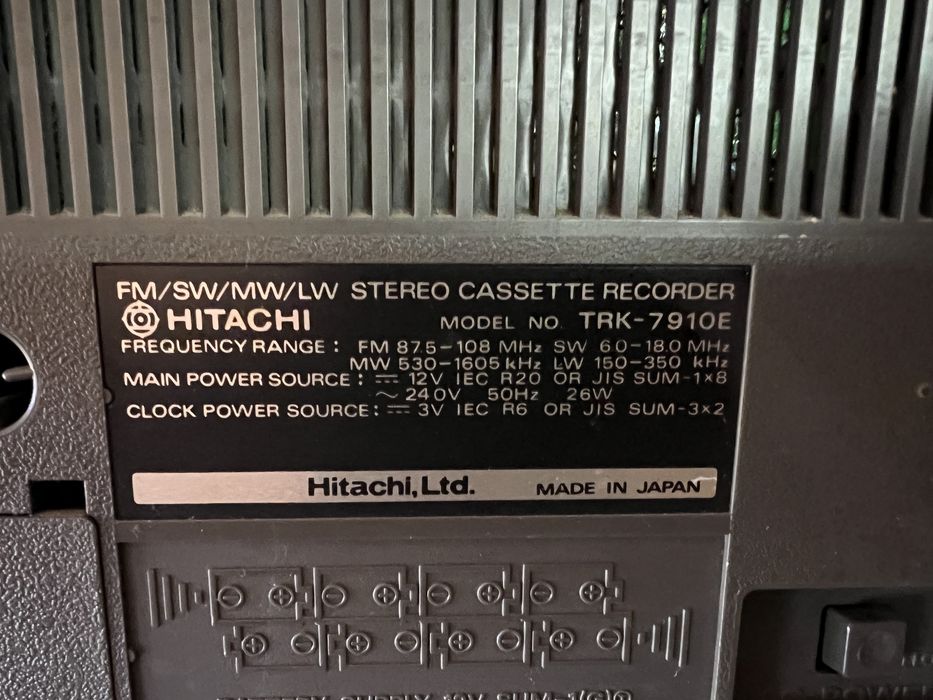 FM/SW/MW/LW STEREO CASSETTE RECORDER
HITACHI MODEL NO. TRK-7910E
FREQUENCY RANGE : FM 87.5-108 MHz SW 6.0-18.0 MHz
MW 530-1605 kHz LW 150-350 kHz
MAIN POWER SOURCE : ⎓ 12V IEC R20 OR JIS SUM-1×8
～ 240V 50Hz 26W
CLOCK POWER SOURCE : ⎓ 3V IEC R6 OR JIS SUM-3×2
Hitachi, Ltd. MADE IN JAPAN
⊖ ⊕ ⊖ ⊕ ⊖ ⊕ ⊖ ⊕
⊕ ⊖ ⊕ ⊖ ⊕ ⊖ ⊕ ⊖